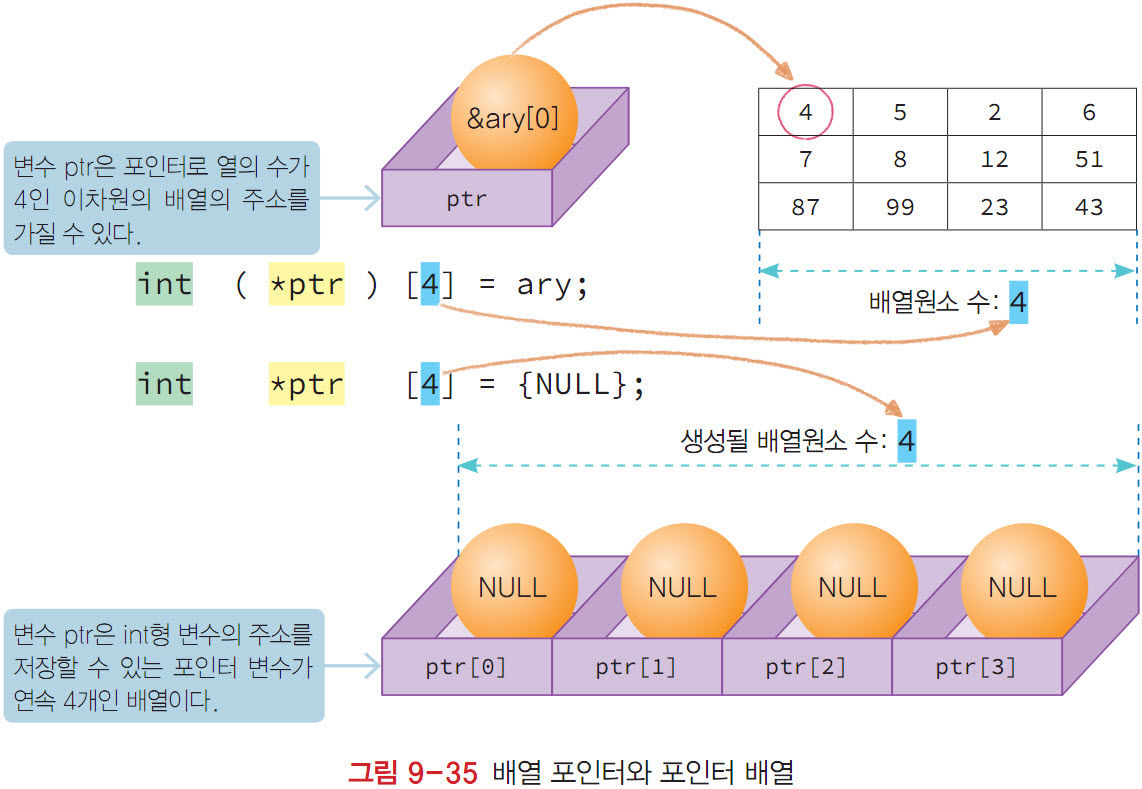 &ary[0]
ptr
변수 ptr은 포인터로 열의 수가
4인 이차원의 배열의 주소를
가질 수 있다.
4 5 2 6
7 8 12 51
87 99 23 43
int ( *ptr ) [4] = ary;
배열원소 수: 4
int *ptr [4] = {NULL};
생성될 배열원소 수: 4
NULL NULL NULL NULL
ptr[0] ptr[1] ptr[2] ptr[3]
변수 ptr은 int형 변수의 주소를
저장할 수 있는 포인터 변수가
연속 4개인 배열이다.
그림 9-35 배열 포인터와 포인터 배열